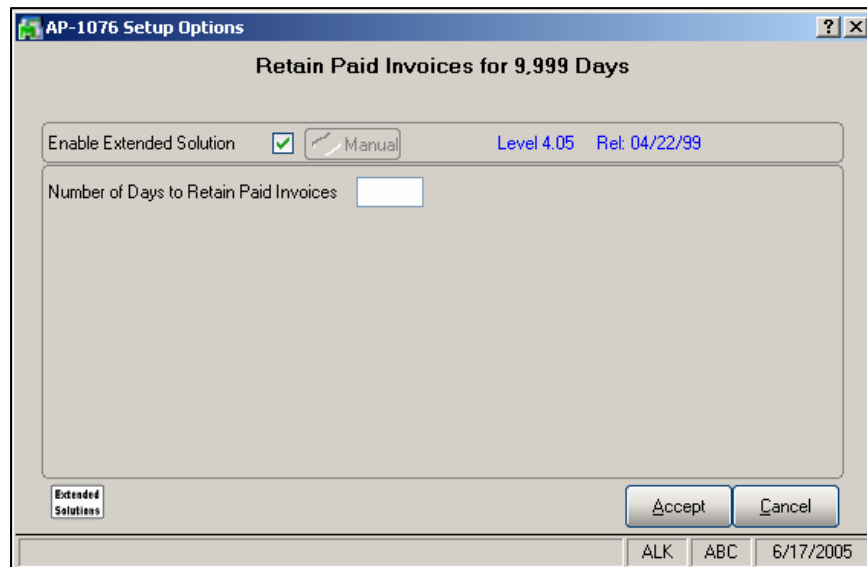 AP-1076 Setup Options
Retain Paid Invoices for 9,999 Days
Enable Extended Solution Manual Level 4.05 Rel: 04/22/99
Number of Days to Retain Paid Invoices
Extended
Solutions
Accept Cancel
ALK ABC 6/17/2005